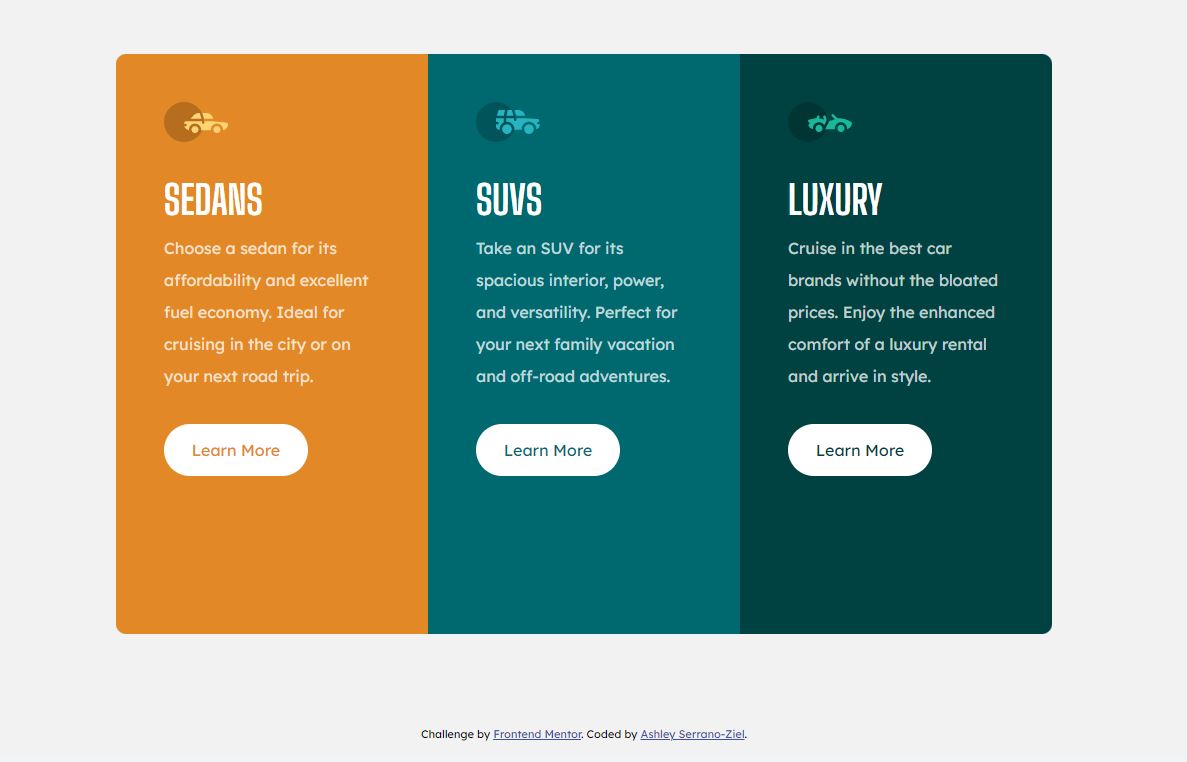 SEDANS
Choose a sedan for its
affordability and excellent
fuel economy. Ideal for
cruising in the city or on
your next road trip.
Learn More
SUVS
Take an SUV for its
spacious interior, power,
and versatility. Perfect for
your next family vacation
and off-road adventures.
Learn More
LUXURY
Cruise in the best car
brands without the bloated
prices. Enjoy the enhanced
comfort of a luxury rental
and arrive in style.
Learn More
Challenge by Frontend Mentor. Coded by Ashley Serrano-Ziel.